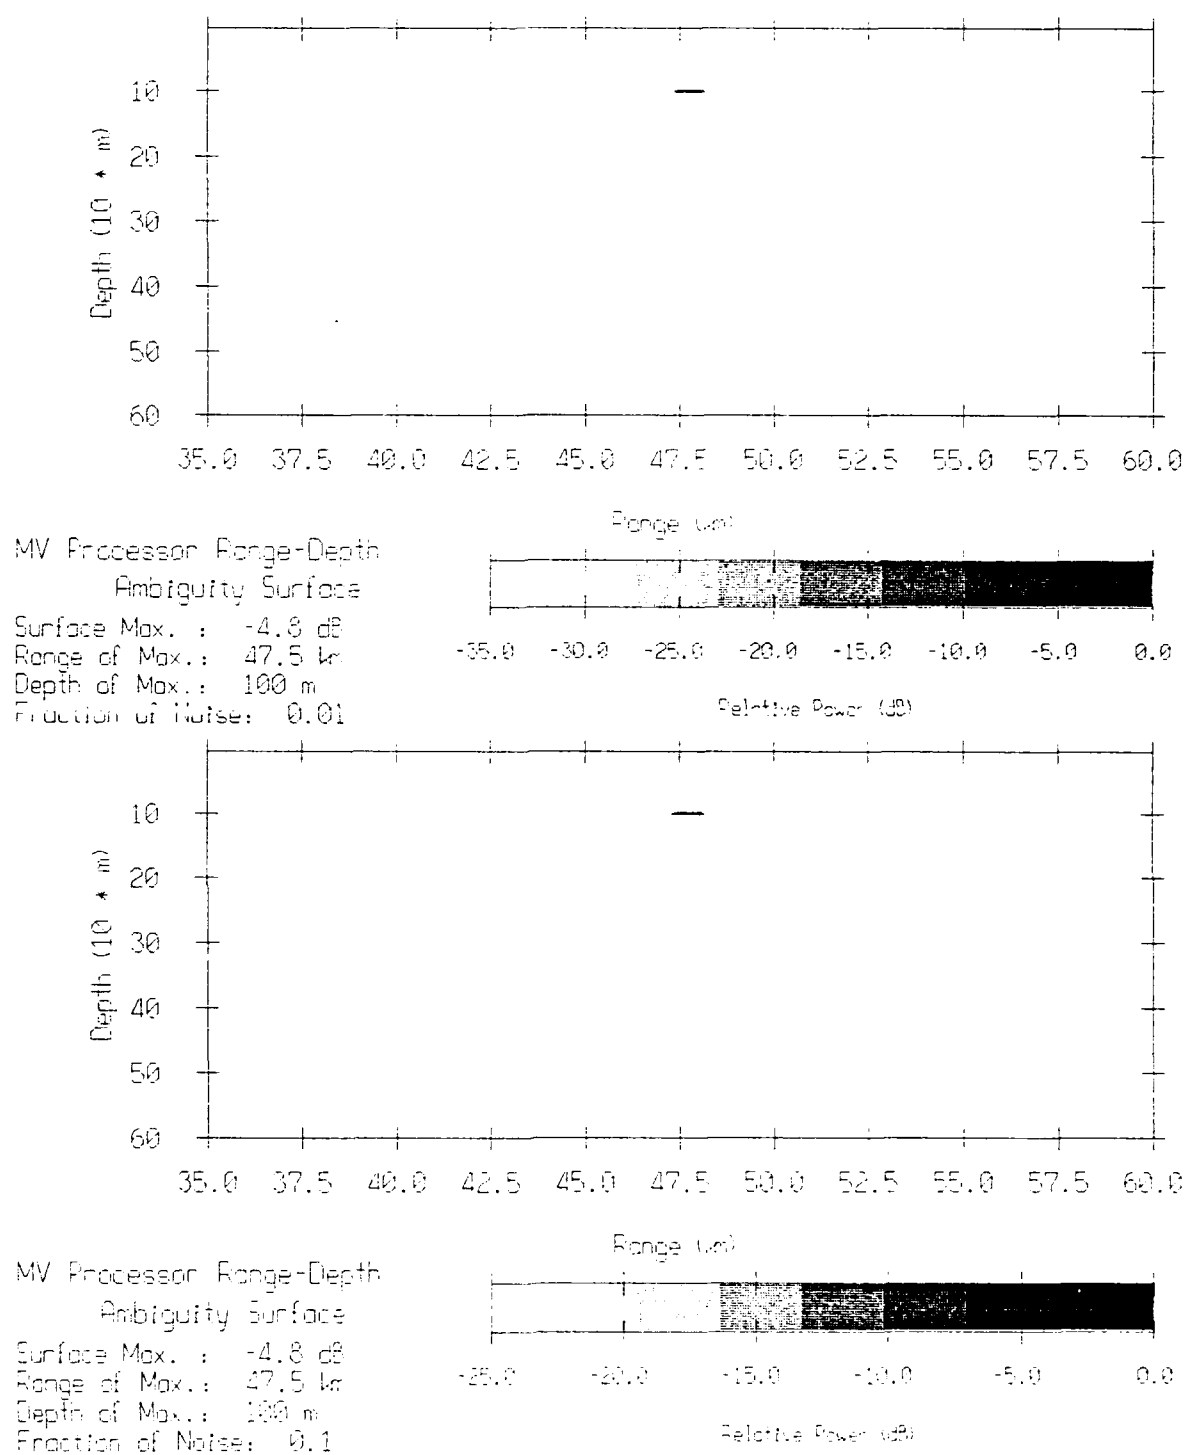 10
20
30
40
50
60
Depth (10 * m)
35.0 37.5 40.0 42.5 45.0 47.5 50.0 52.5 55.0 57.5 60.0
Range (km)
MV Processor Range-Depth
Ambiguity Surface
Surface Max. : -4.8 dB
Range of Max.: 47.5 km
Depth of Max.: 100 m
Fraction of Noise: 0.01
-35.0 -30.0 -25.0 -20.0 -15.0 -10.0 -5.0 0.0
Relative Power (dB)
10
20
30
40
50
60
Depth (10 * m)
35.0 37.5 40.0 42.5 45.0 47.5 50.0 52.5 55.0 57.5 60.0
Range (km)
MV Processor Range-Depth
Ambiguity Surface
Surface Max. : -4.8 dB
Range of Max.: 47.5 km
Depth of Max.: 100 m
Fraction of Noise: 0.1
-25.0 -20.0 -15.0 -10.0 -5.0 0.0
Relative Power (dB)